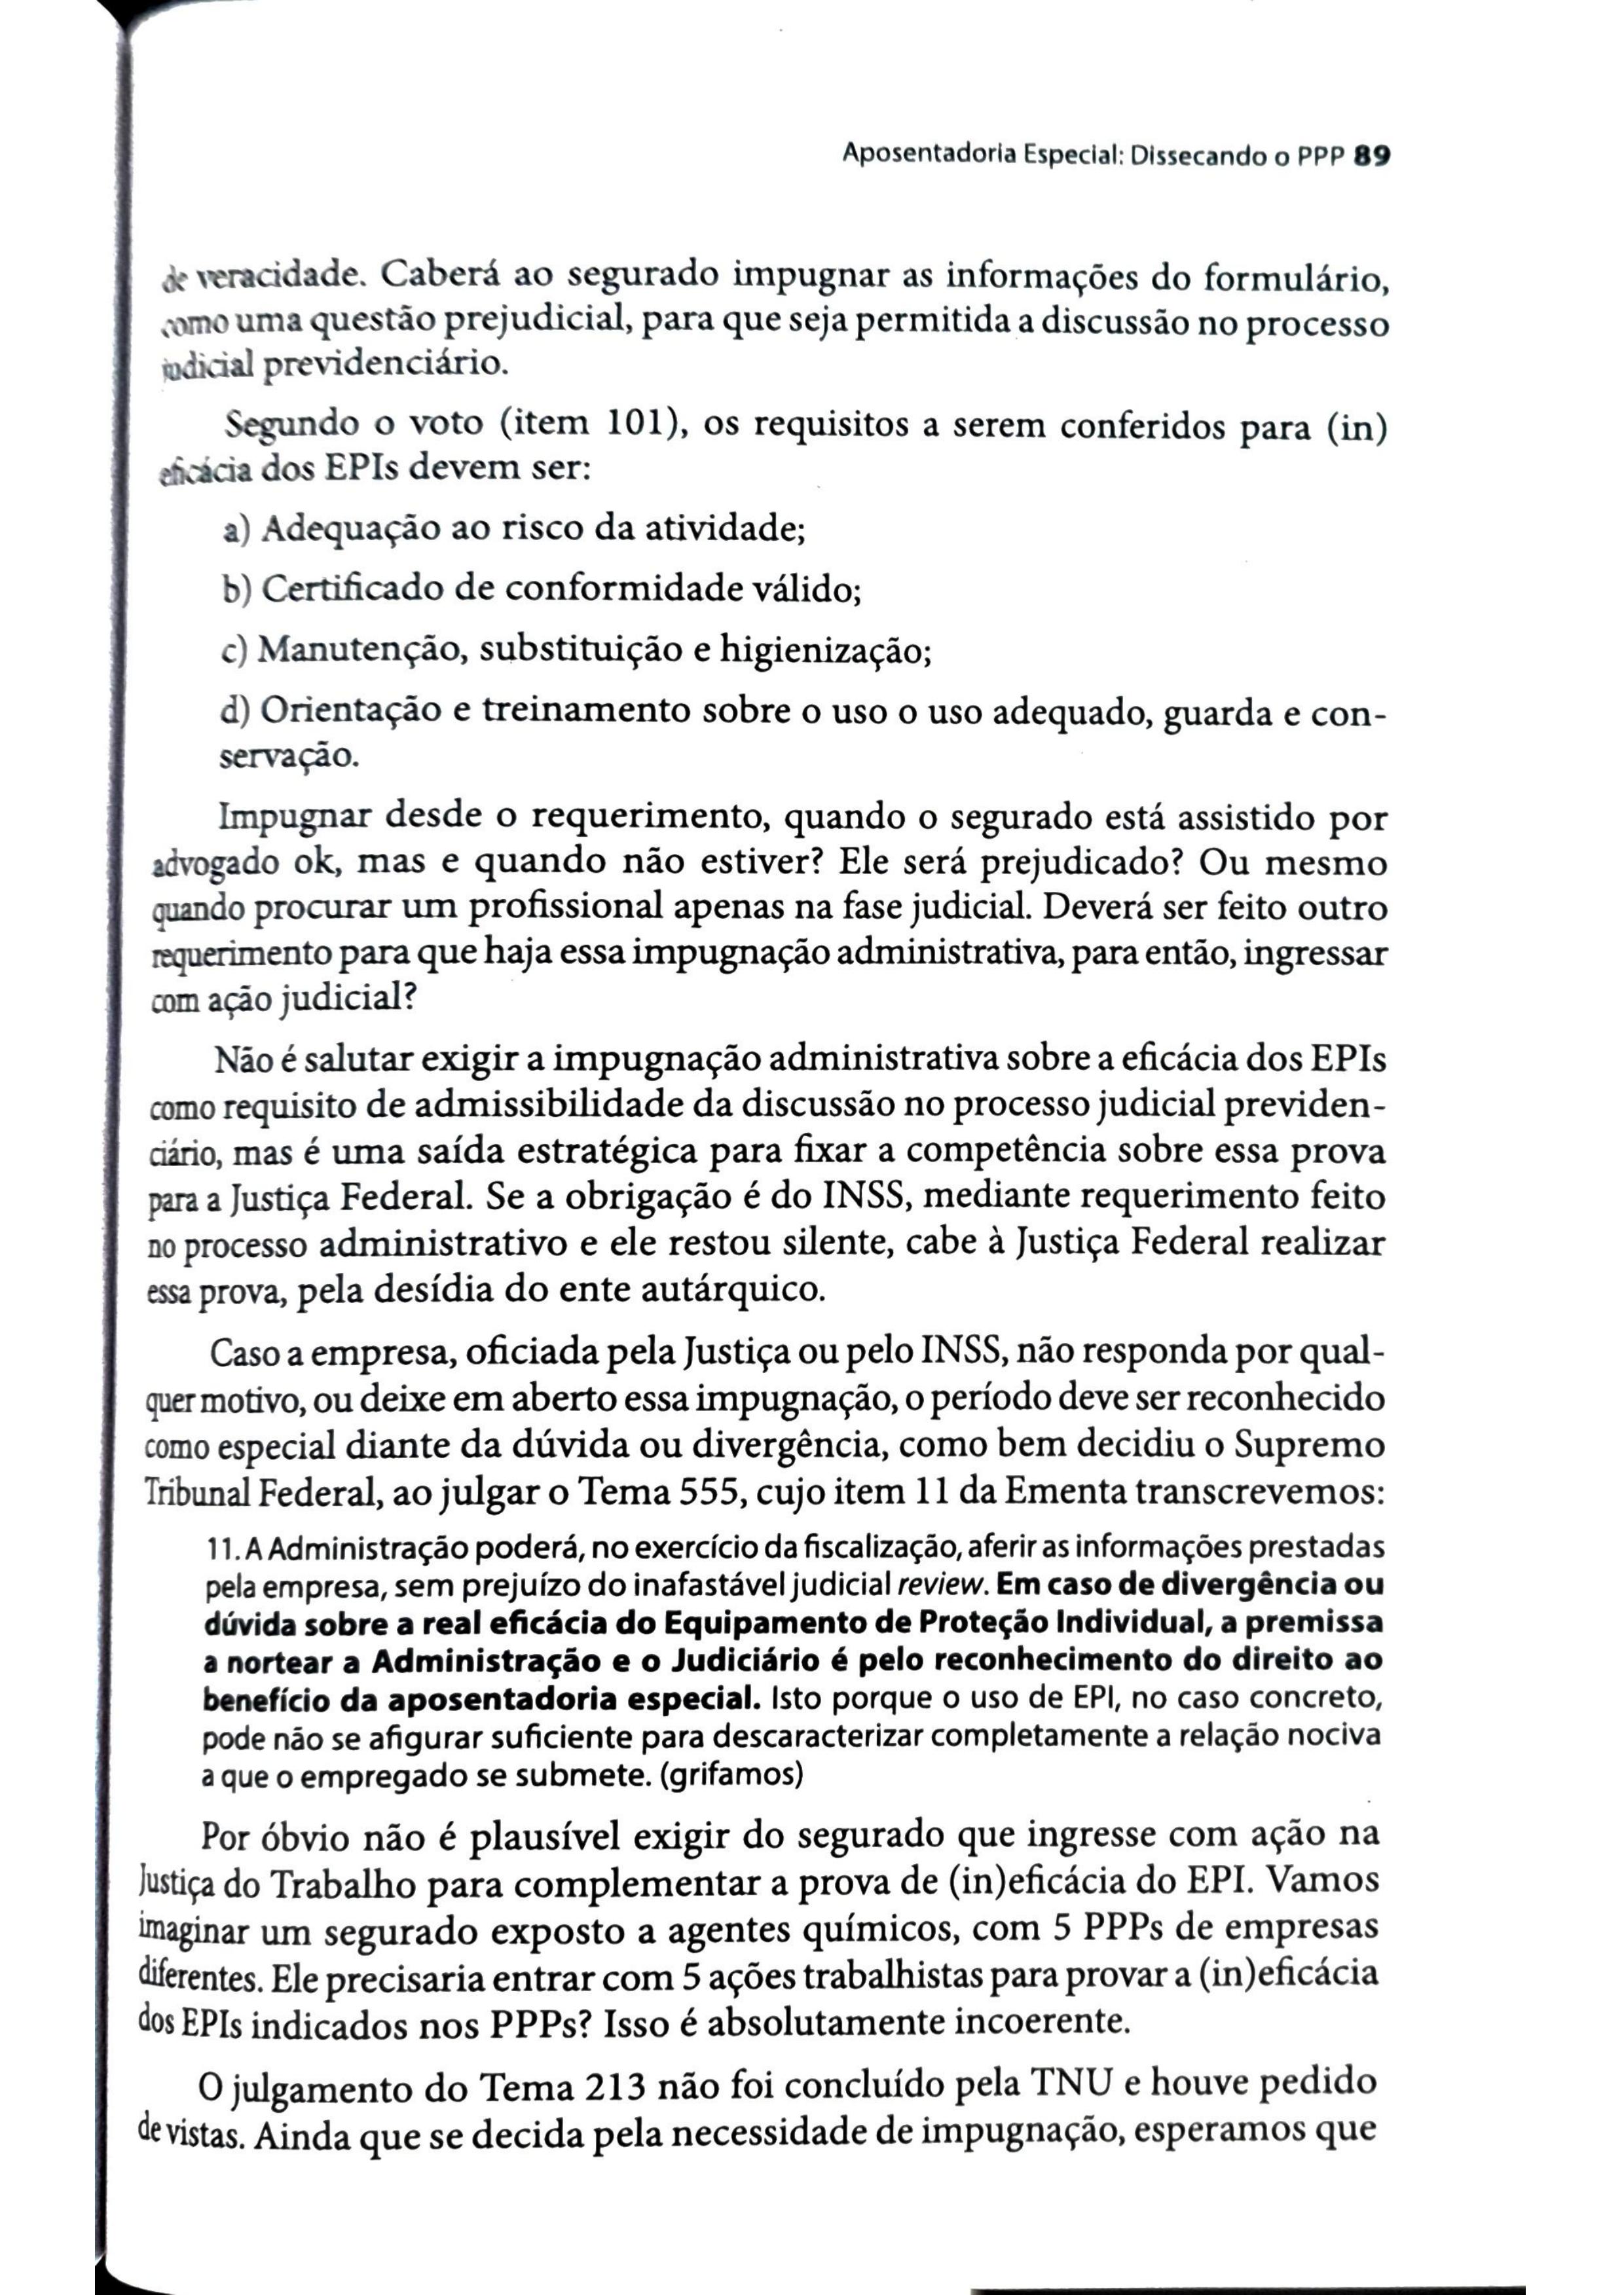 Aposentadoria Especial: Dissecando o PPP 89
de veracidade. Caberá ao segurado impugnar as informações do formulário,
como uma questão prejudicial, para que seja permitida a discussão no processo
judicial previdenciário.
Segundo o voto (item 101), os requisitos a serem conferidos para (in)
eficácia dos EPIs devem ser:
a) Adequação ao risco da atividade;
b) Certificado de conformidade válido;
c) Manutenção, substituição e higienização;
d) Orientação e treinamento sobre o uso o uso adequado, guarda e con-
servação.
Impugnar desde o requerimento, quando o segurado está assistido por
advogado ok, mas e quando não estiver? Ele será prejudicado? Ou mesmo
quando procurar um profissional apenas na fase judicial. Deverá ser feito outro
requerimento para que haja essa impugnação administrativa, para então, ingressar
com ação judicial?
Não é salutar exigir a impugnação administrativa sobre a eficácia dos EPIs
como requisito de admissibilidade da discussão no processo judicial previden-
ciário, mas é uma saída estratégica para fixar a competência sobre essa prova
para a Justiça Federal. Se a obrigação é do INSS, mediante requerimento feito
no processo administrativo e ele restou silente, cabe à Justiça Federal realizar
essa prova, pela desídia do ente autárquico.
Caso a empresa, oficiada pela Justiça ou pelo INSS, não responda por qual-
quer motivo, ou deixe em aberto essa impugnação, o período deve ser reconhecido
como especial diante da dúvida ou divergência, como bem decidiu o Supremo
Tribunal Federal, ao julgar o Tema 555, cujo item 11 da Ementa transcrevemos:
11. A Administração poderá, no exercício da fiscalização, aferir as informações prestadas
pela empresa, sem prejuízo do inafastável judicial review. Em caso de divergência ou
dúvida sobre a real eficácia do Equipamento de Proteção Individual, a premissa
a nortear a Administração e o Judiciário é pelo reconhecimento do direito ao
benefício da aposentadoria especial. Isto porque o uso de EPI, no caso concreto,
pode não se afigurar suficiente para descaracterizar completamente a relação nociva
a que o empregado se submete. (grifamos)
Por óbvio não é plausível exigir do segurado que ingresse com ação na
Justiça do Trabalho para complementar a prova de (in)eficácia do EPI. Vamos
imaginar um segurado exposto a agentes químicos, com 5 PPPs de empresas
diferentes. Ele precisaria entrar com 5 ações trabalhistas para provar a (in)eficácia
dos EPIs indicados nos PPPs? Isso é absolutamente incoerente.
O julgamento do Tema 213 não foi concluído pela TNU e houve pedido
de vistas. Ainda que se decida pela necessidade de impugnação, esperamos que